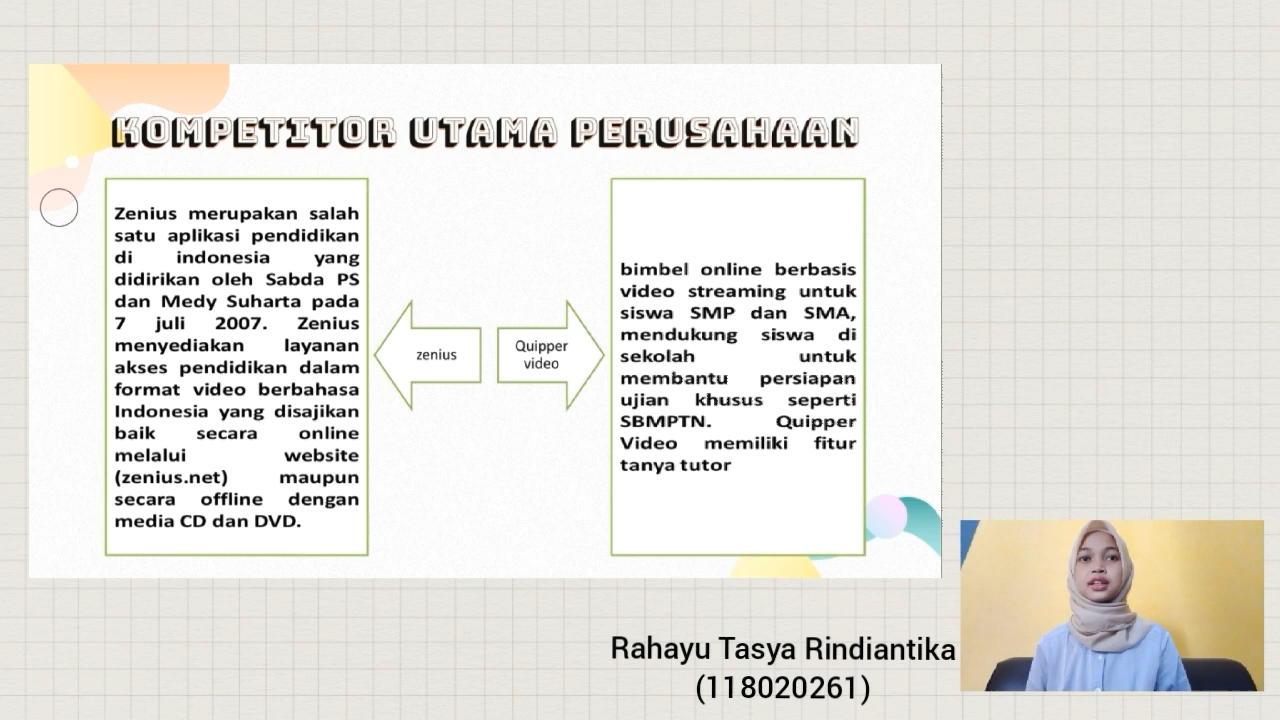 KOMPETITOR UTAMA PERUSAHAAN
Zenius merupakan salah
satu aplikasi pendidikan
di indonesia yang
didirikan oleh Sabda PS
dan Medy Suharta pada
7 juli 2007. Zenius
menyediakan layanan
akses pendidikan dalam
format video berbahasa
Indonesia yang disajikan
baik secara online
melalui website
(zenius.net) maupun
secara offline dengan
media CD dan DVD.
zenius
Quipper
video
bimbel online berbasis
video streaming untuk
siswa SMP dan SMA,
mendukung siswa di
sekolah untuk
membantu persiapan
ujian khusus seperti
SBMPTN. Quipper
Video memiliki fitur
tanya tutor
Rahayu Tasya Rindiantika
(118020261)